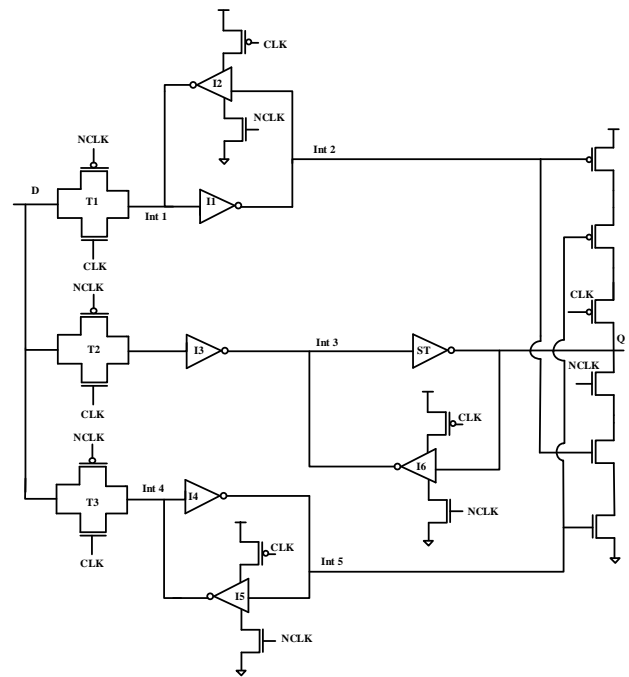 CLK
I2
NCLK
NCLK
D
T1
Int 1
I1
Int 2
CLK
NCLK
T2
CLK
I3
Int 3
ST
CLK
Q
NCLK
CLK
I6
NCLK
NCLK
T3
CLK
Int 4
I4
CLK
I5
Int 5
NCLK